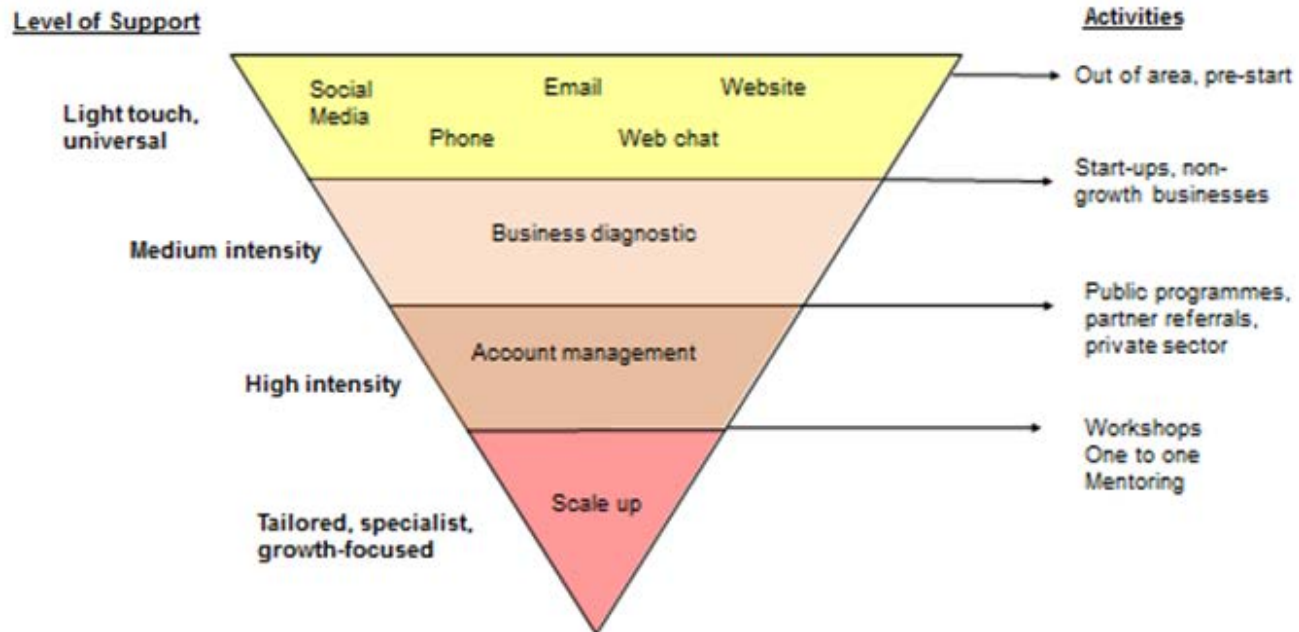 Level of Support
Activities
Social
Media
Email
Website
Out of area, pre-start
Light touch,
universal
Phone
Web chat
Start-ups, non-
growth businesses
Medium intensity
Business diagnostic
Public programmes,
partner referrals,
private sector
High intensity
Account management
Workshops
One to one
Mentoring
Tailored, specialist,
growth-focused
Scale up